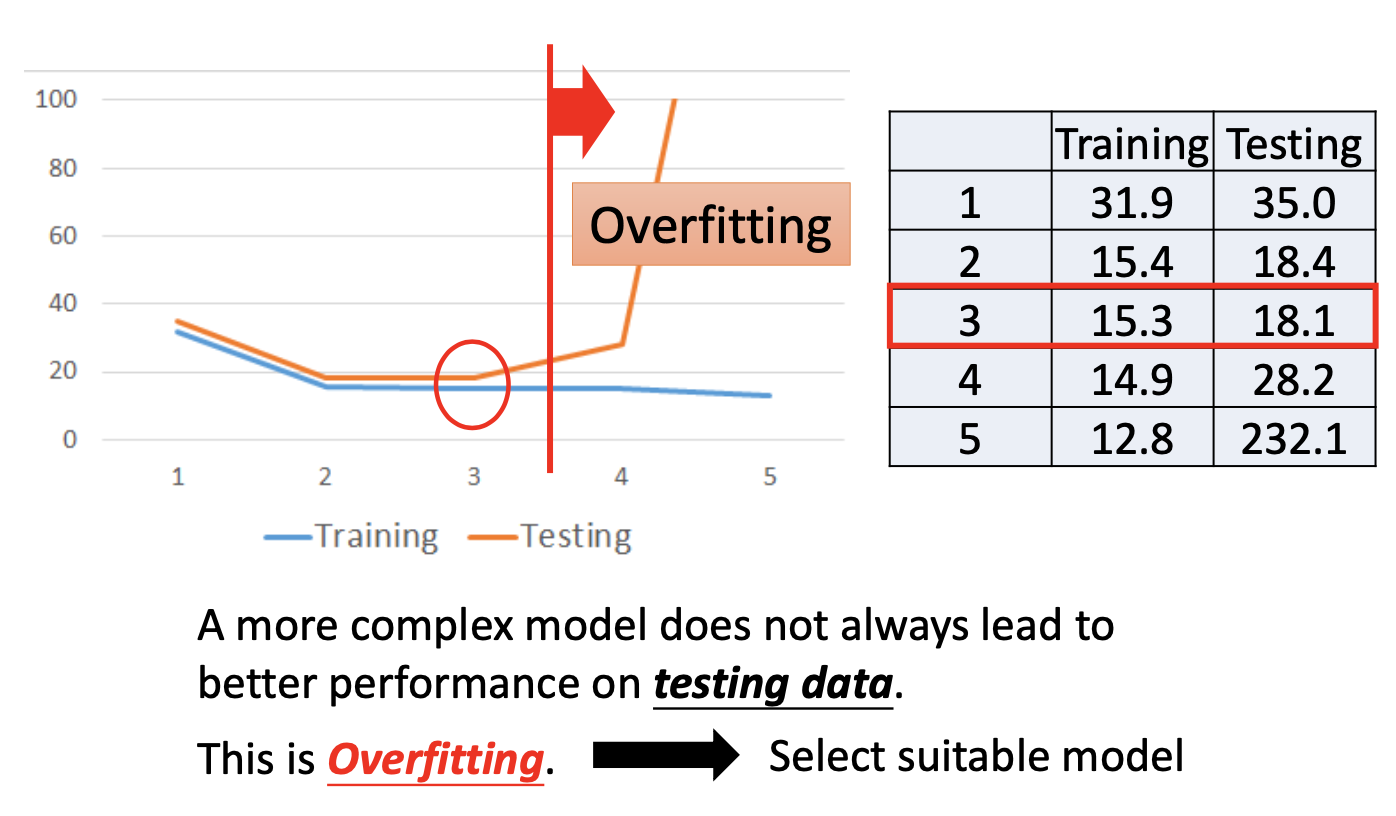 100
80
60
40
20
0
1 2 3 4 5
Overfitting
Training Testing
Training Testing
1 31.9 35.0
2 15.4 18.4
3 15.3 18.1
4 14.9 28.2
5 12.8 232.1
A more complex model does not always lead to
better performance on testing data.
This is Overfitting. Select suitable model